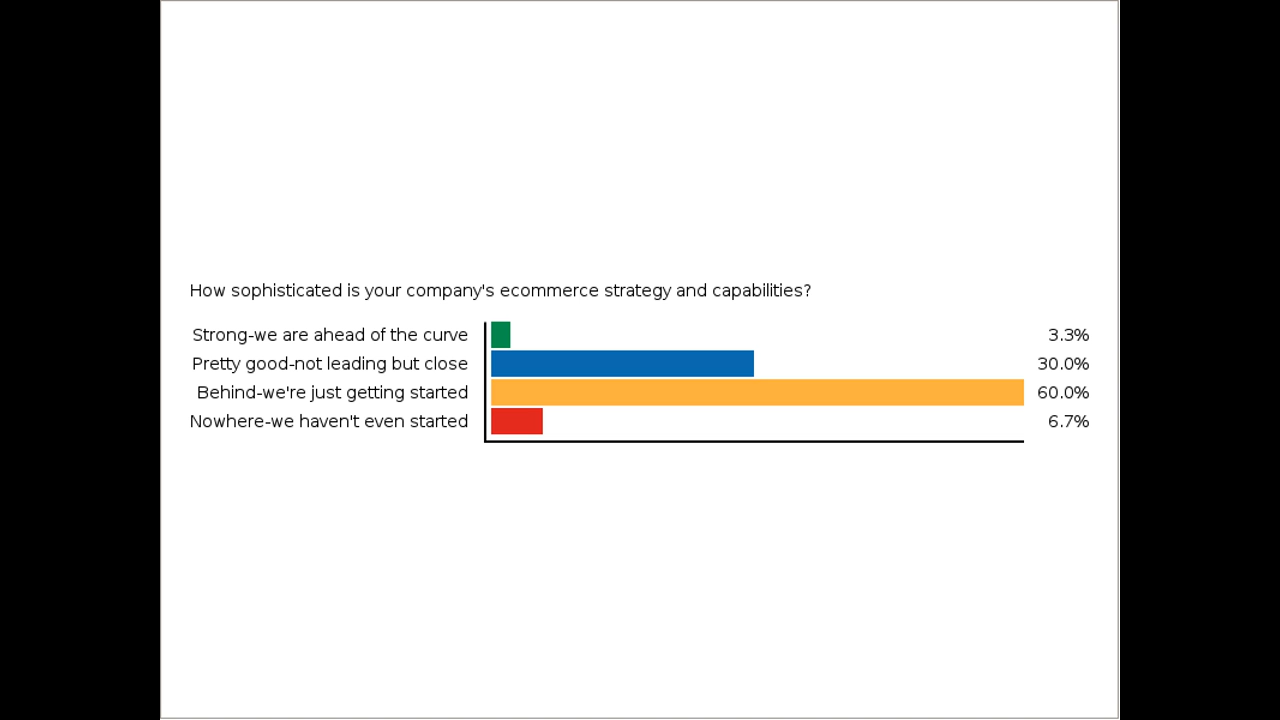 How sophisticated is your company's ecommerce strategy and capabilities?
Strong-we are ahead of the curve 3.3%
Pretty good-not leading but close 30.0%
Behind-we're just getting started 60.0%
Nowhere-we haven't even started 6.7%